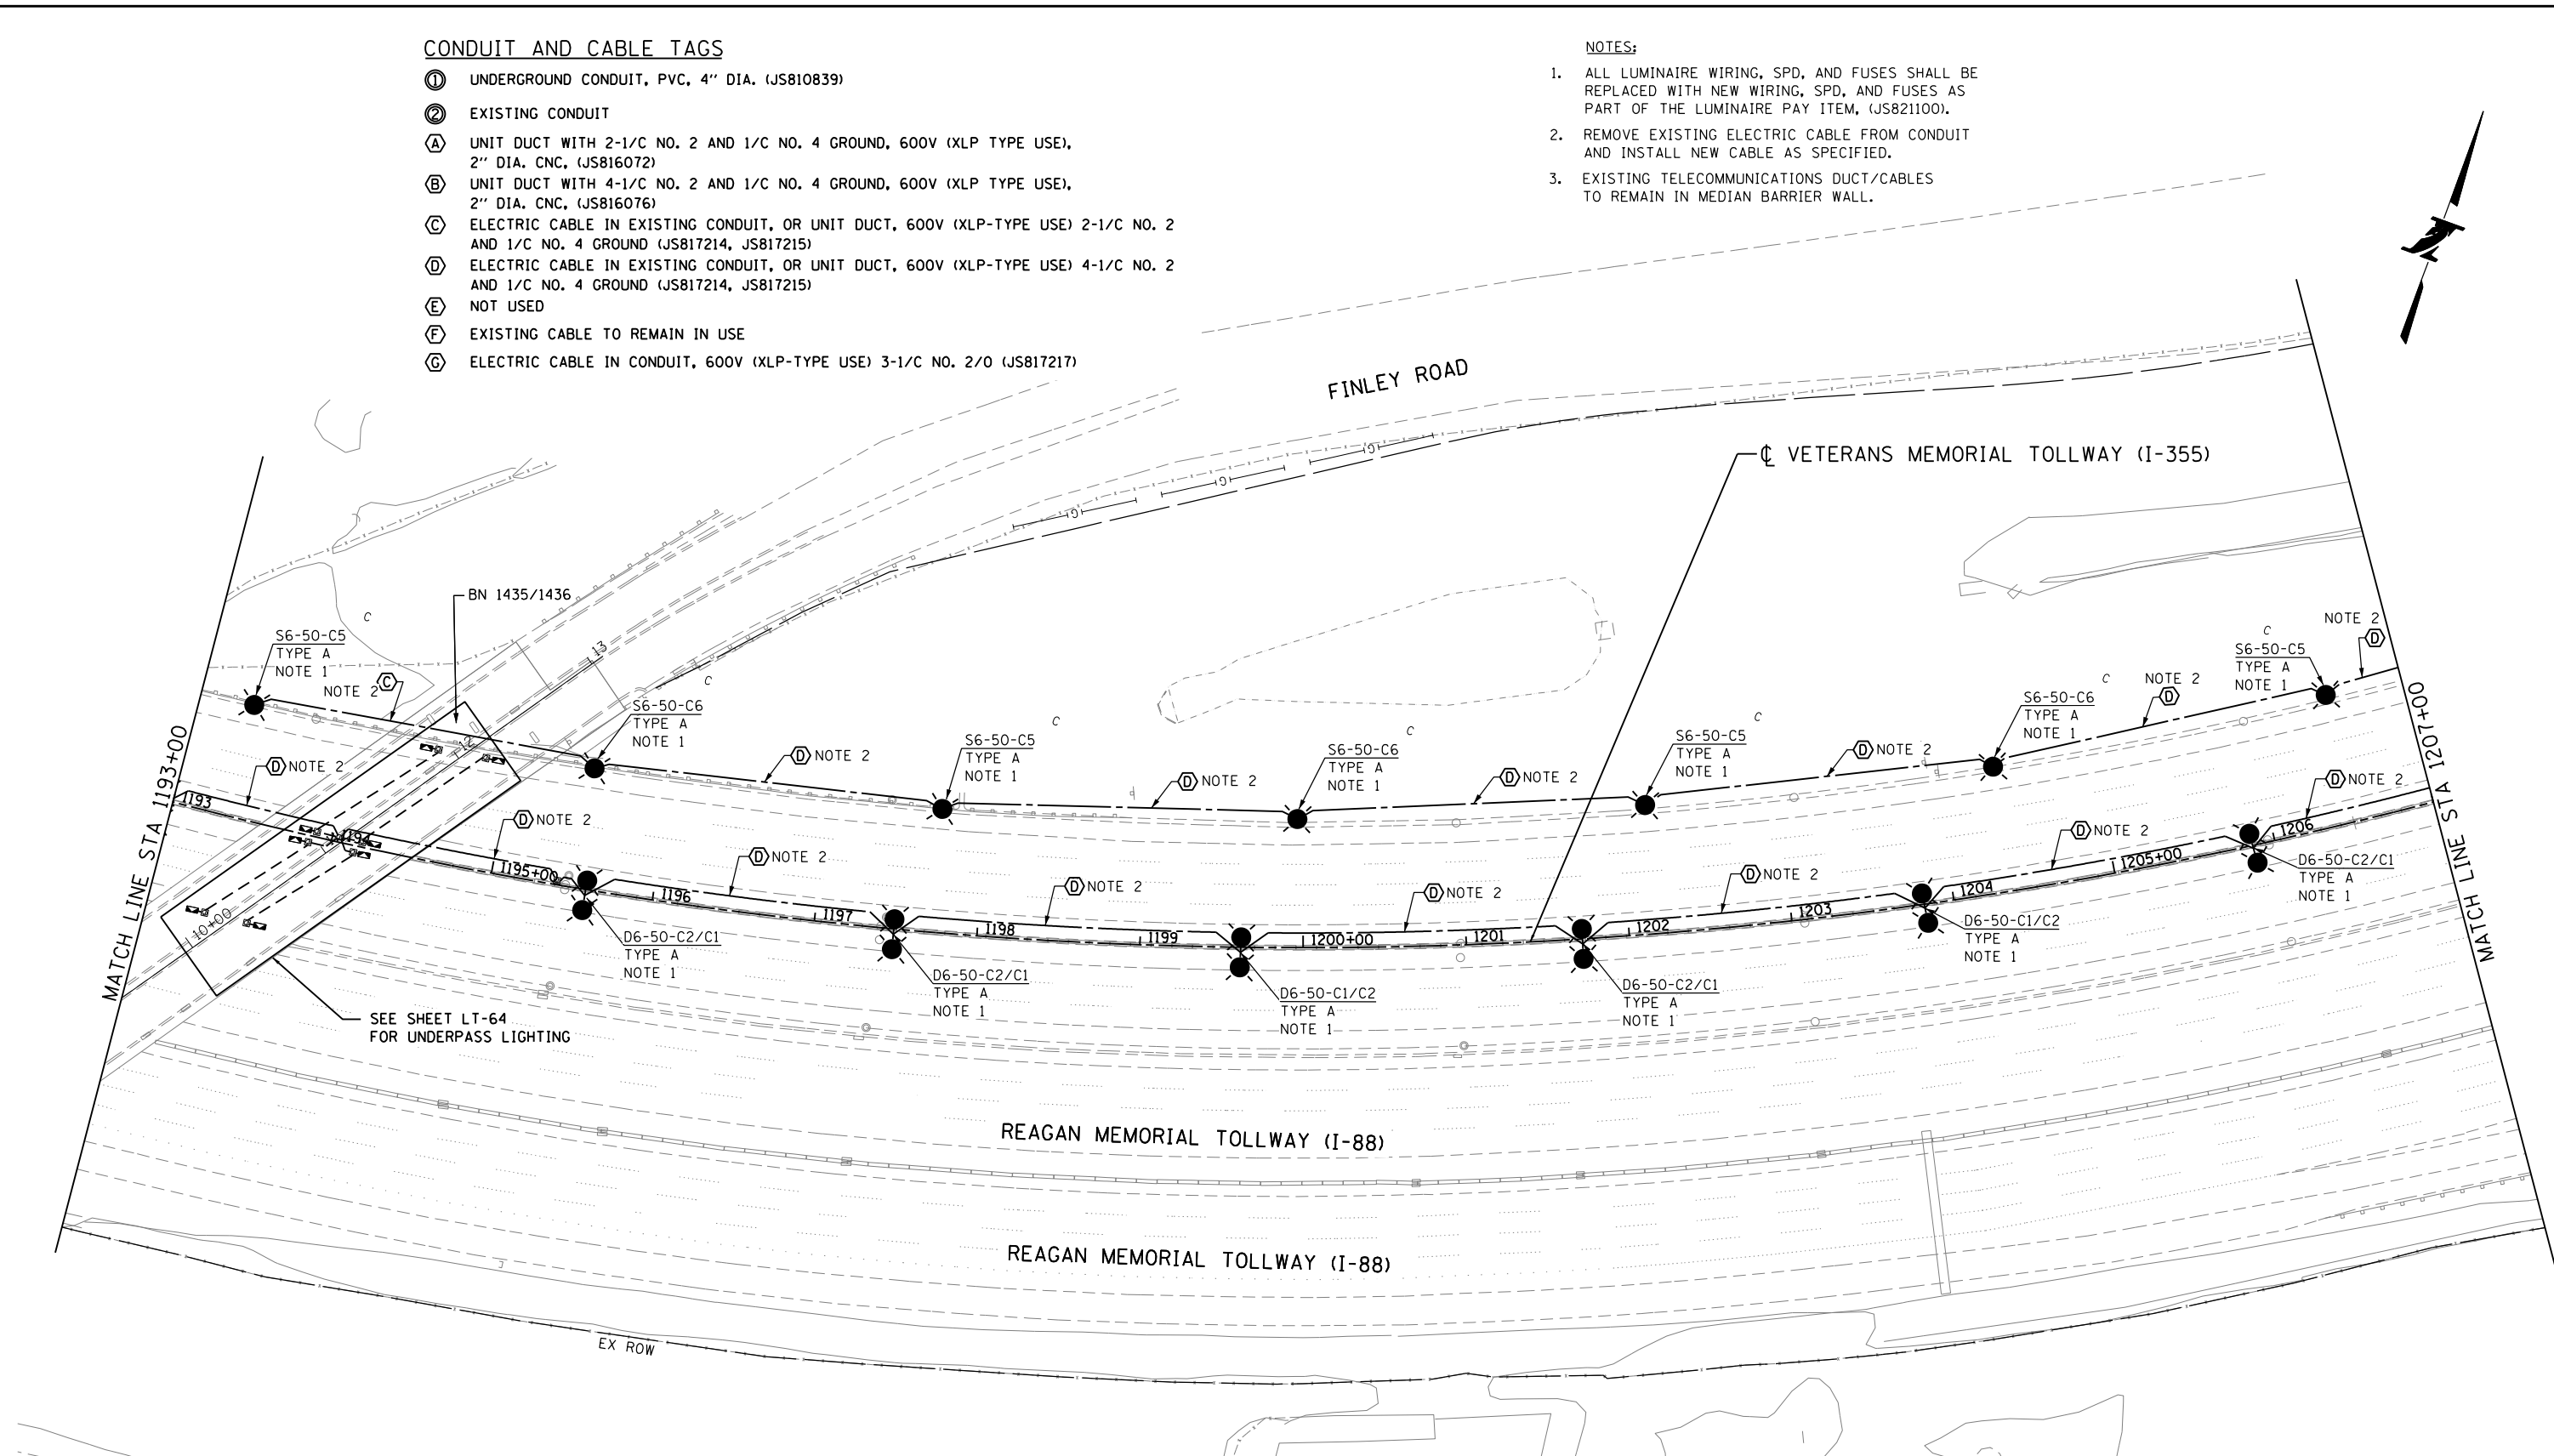 CONDUIT AND CABLE TAGS
1 UNDERGROUND CONDUIT, PVC, 4" DIA. (JS810839)
2 EXISTING CONDUIT
A UNIT DUCT WITH 2-1/C NO. 2 AND 1/C NO. 4 GROUND, 600V (XLP TYPE USE),
2" DIA. CNC, (JS816072)
B UNIT DUCT WITH 4-1/C NO. 2 AND 1/C NO. 4 GROUND, 600V (XLP TYPE USE),
2" DIA. CNC, (JS816076)
C ELECTRIC CABLE IN EXISTING CONDUIT, OR UNIT DUCT, 600V (XLP-TYPE USE) 2-1/C NO. 2
AND 1/C NO. 4 GROUND (JS817214, JS817215)
D ELECTRIC CABLE IN EXISTING CONDUIT, OR UNIT DUCT, 600V (XLP-TYPE USE) 4-1/C NO. 2
AND 1/C NO. 4 GROUND (JS817214, JS817215)
E NOT USED
F EXISTING CABLE TO REMAIN IN USE
G ELECTRIC CABLE IN CONDUIT, 600V (XLP-TYPE USE) 3-1/C NO. 2/0 (JS817217)
NOTES:
1. ALL LUMINAIRE WIRING, SPD, AND FUSES SHALL BE
REPLACED WITH NEW WIRING, SPD, AND FUSES AS
PART OF THE LUMINAIRE PAY ITEM, (JS821100).
2. REMOVE EXISTING ELECTRIC CABLE FROM CONDUIT
AND INSTALL NEW CABLE AS SPECIFIED.
3. EXISTING TELECOMMUNICATIONS DUCT/CABLES
TO REMAIN IN MEDIAN BARRIER WALL.
FINLEY ROAD
℄ VETERANS MEMORIAL TOLLWAY (I-355)
G
G
G
BN 1435/1436
C
C
C
C
C
C
C
S6-50-C5
TYPE A
NOTE 1
NOTE 2 C
S6-50-C6
TYPE A
NOTE 1
S6-50-C5
TYPE A
NOTE 1
S6-50-C6
TYPE A
NOTE 1
S6-50-C5
TYPE A
NOTE 1
S6-50-C6
TYPE A
NOTE 1
S6-50-C5
TYPE A
NOTE 1
NOTE 2
D
NOTE 2
D
D NOTE 2
D NOTE 2
D NOTE 2
D NOTE 2
13
12
10+00
MATCH LINE STA 1193+00
MATCH LINE STA 1207+00
D NOTE 2
D NOTE 2
D NOTE 2
D NOTE 2
D NOTE 2
D NOTE 2
D NOTE 2
D NOTE 2
1193
1194
1195+00
1196
1197
1198
1199
1200+00
1201
1202
1203
1204
1205+00
1206
D6-50-C2/C1
TYPE A
NOTE 1
D6-50-C2/C1
TYPE A
NOTE 1
D6-50-C1/C2
TYPE A
NOTE 1
D6-50-C2/C1
TYPE A
NOTE 1
D6-50-C1/C2
TYPE A
NOTE 1
D6-50-C2/C1
TYPE A
NOTE 1
SEE SHEET LT-64
FOR UNDERPASS LIGHTING
REAGAN MEMORIAL TOLLWAY (I-88)
REAGAN MEMORIAL TOLLWAY (I-88)
EX ROW